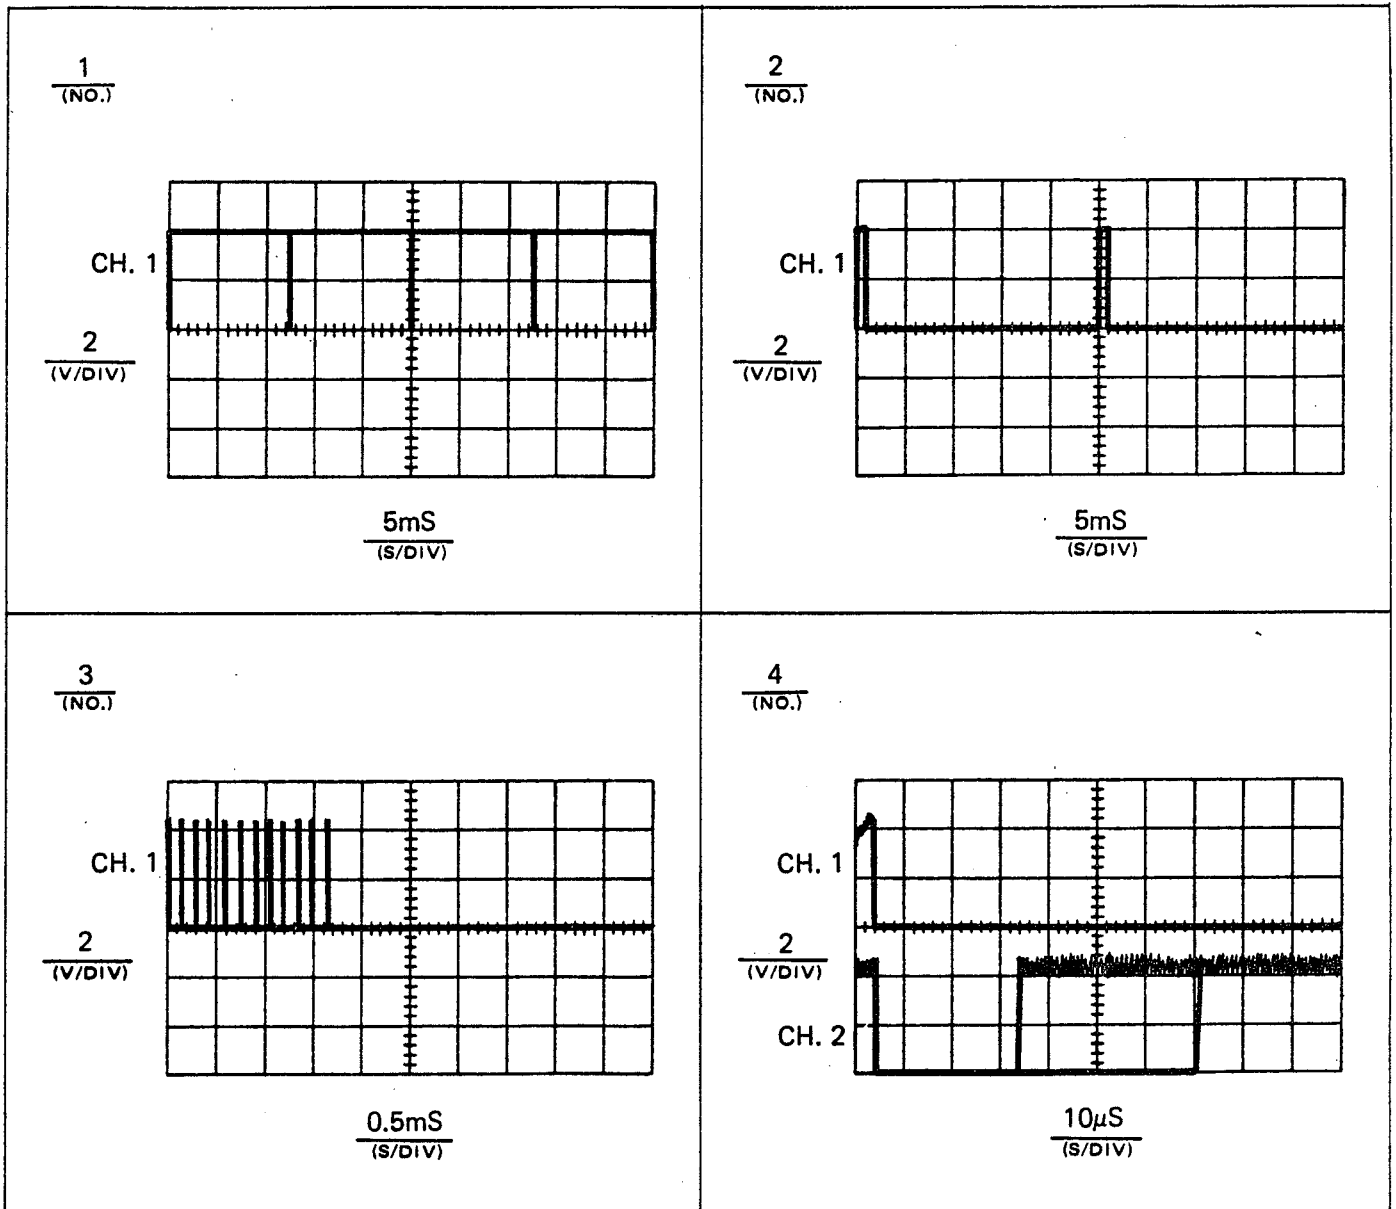 1
(NO.)
CH. 1
2
(V/DIV)
5mS
(S/DIV)
2
(NO.)
CH. 1
2
(V/DIV)
5mS
(S/DIV)
3
(NO.)
CH. 1
2
(V/DIV)
0.5mS
(S/DIV)
4
(NO.)
CH. 1
2
(V/DIV)
CH. 2
10µS
(S/DIV)